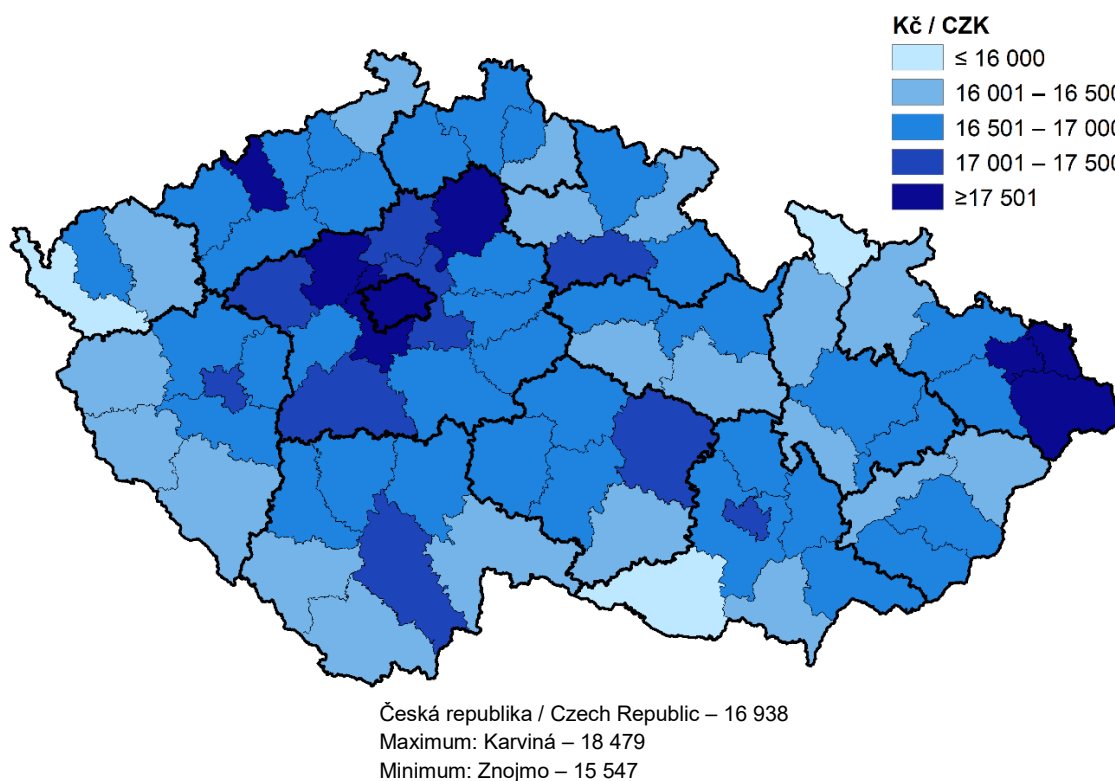 Kč / CZK
≤ 16 000
16 001 – 16 500
16 501 – 17 000
17 001 – 17 500
≥17 501
Česká republika / Czech Republic – 16 938
Maximum: Karviná – 18 479
Minimum: Znojmo – 15 547